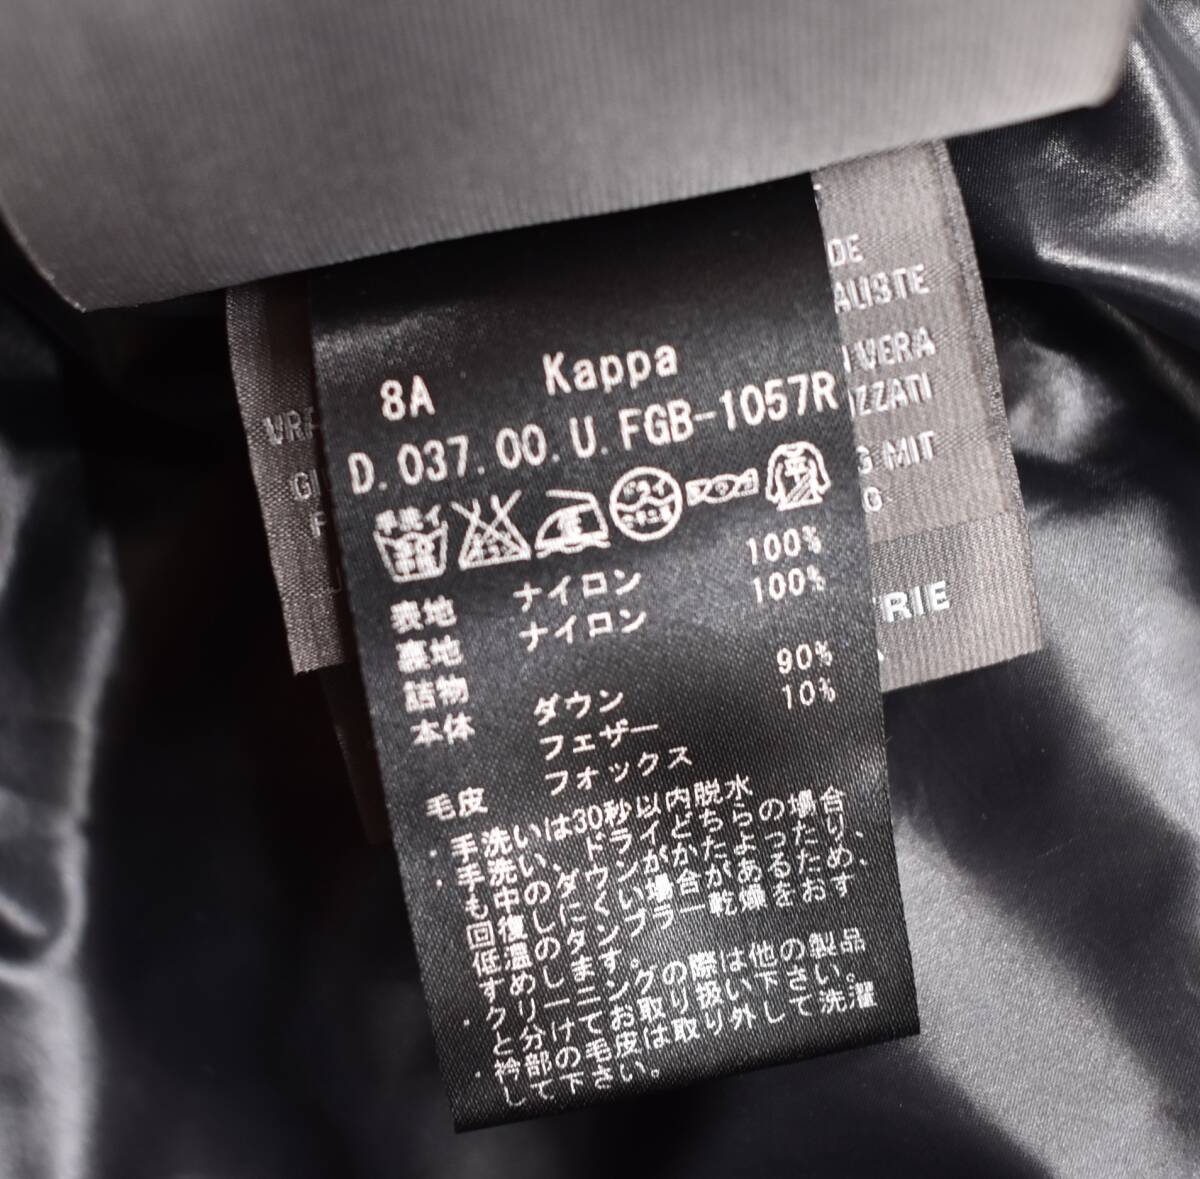 8A Kappa
D.037.00.U.FGB-1057R
手洗イ ドライ
表地 ナイロン 100%
裏地 ナイロン 100%
詰物
本体 ダウン 90%
フェザー 10%
毛皮 フォックス
・手洗いは30秒以内脱水
・手洗い、ドライどちらの場合
も中のダウンがかたよったり、
回復しにくい場合があるため、
低温のタンブラー乾燥をおす
すめします。
・クリーニングの際は他の製品
と分けてお取り扱い下さい。
・衿部の毛皮は取り外して洗濯
して下さい。
DE
ALISTE
VERA
IZZATI
G MIT
G
RIE